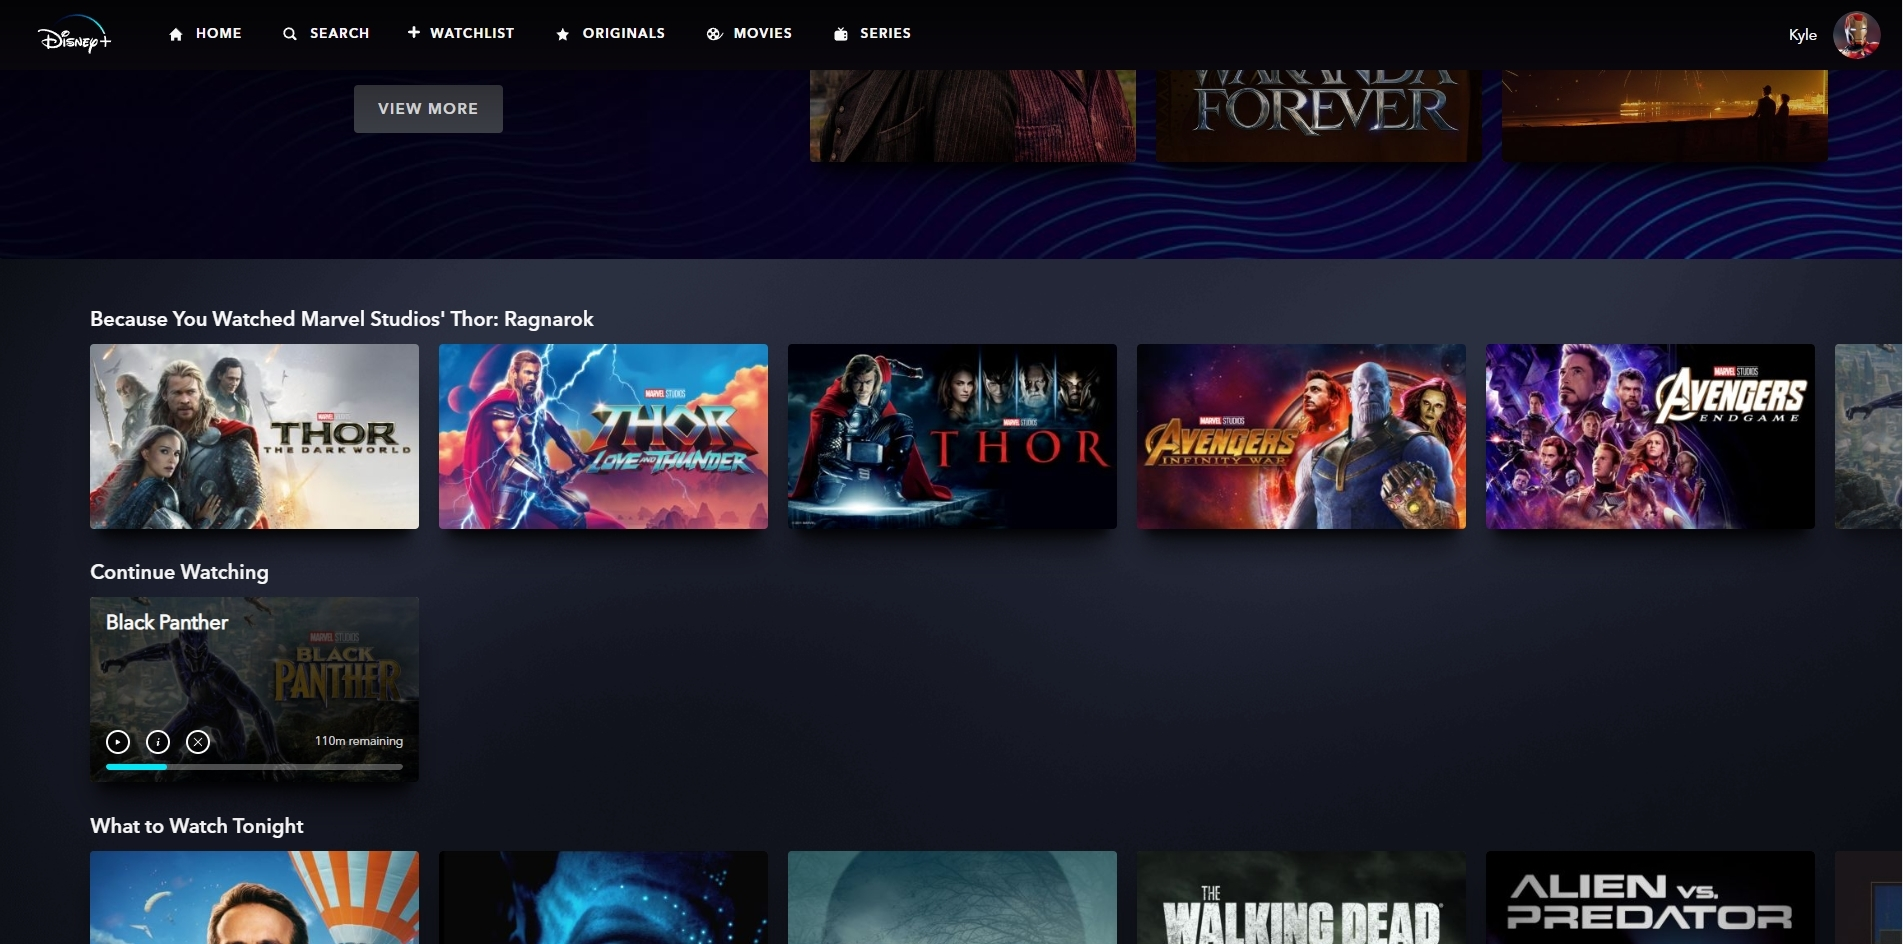 Disney+
HOME
SEARCH
WATCHLIST
ORIGINALS
MOVIES
SERIES
Kyle
VIEW MORE
WAKANDA
FOREVER
Because You Watched Marvel Studios' Thor: Ragnarok
MARVEL
THOR
THE DARK WORLD
MARVEL STUDIOS
THOR
LOVE AND THUNDER
MARVEL STUDIOS
THOR
MARVEL STUDIOS
AVENGERS
INFINITY WAR
MARVEL STUDIOS
AVENGERS
ENDGAME
Continue Watching
Black Panther
MARVEL STUDIOS
BLACK
PANTHER
110m remaining
What to Watch Tonight
THE
WALKING DEAD
ALIEN VS.
PREDATOR